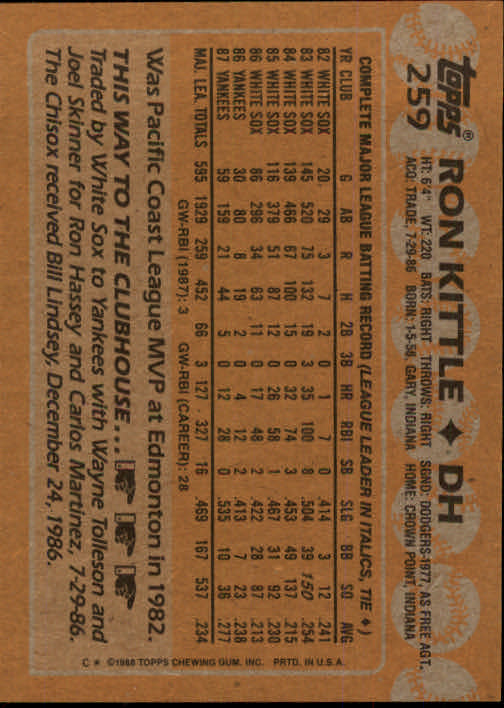 topps®
259
RON KITTLE ♦ DH
HT: 6'4" WT: 220 BATS: RIGHT THROWS: RIGHT SIGND: DODGERS-1977, AS FREE AGT.
ACQ: TRADE, 7-29-86 BORN: 1-5-58, GARY, INDIANA HOME: CROWN POINT, INDIANA
COMPLETE MAJOR LEAGUE BATTING RECORD (LEAGUE LEADER IN ITALICS, TIE ♦)
YR CLUB G AB R H 2B 3B HR RBI SB SLG BB SO AVG
82 WHITE SOX 20 29 3 7 2 0 1 7 0 .414 3 12 .241
83 WHITE SOX 145 520 75 132 19 3 35 100 8 .504 39 150 .254
84 WHITE SOX 139 466 67 100 15 0 32 74 3 .453 49 137 .215
85 WHITE SOX 116 379 51 87 12 0 26 58 1 .467 31 92 .230
86 WHITE SOX 86 296 34 63 11 0 17 48 2 .422 28 87 .213
86 YANKEES 30 80 8 19 2 0 4 12 2 .413 7 23 .238
87 YANKEES 59 159 21 44 5 0 12 28 0 .535 10 36 .277
MAJ. LEA. TOTALS 595 1929 259 452 66 3 127 327 16 .469 167 537 .234
GW-RBI (1987): 3 GW-RBI (CAREER): 28
Was Pacific Coast League MVP at Edmonton in 1982.
THIS WAY TO THE CLUBHOUSE...
Traded by White Sox to Yankees with Wayne Tolleson and
Joel Skinner for Ron Hassey and Carlos Martinez, 7-29-86.
The Chisox received Bill Lindsey, December 24, 1986.
C * ©1988 TOPPS CHEWING GUM, INC. PRTD. IN U.S.A.